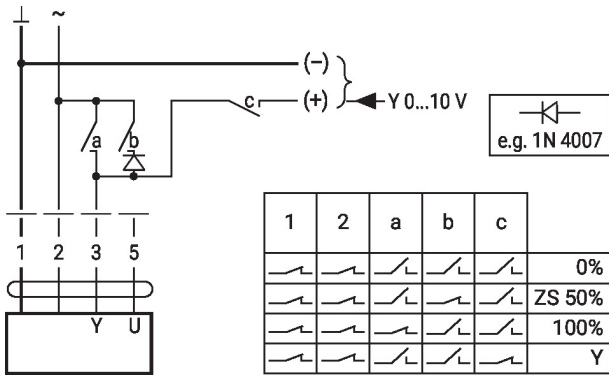 ⊥ ~
(–)
c (+) Y 0...10 V
a b
e.g. 1N 4007
1 2 3 5
Y U
1 2 a b c
0%
ZS 50%
100%
Y